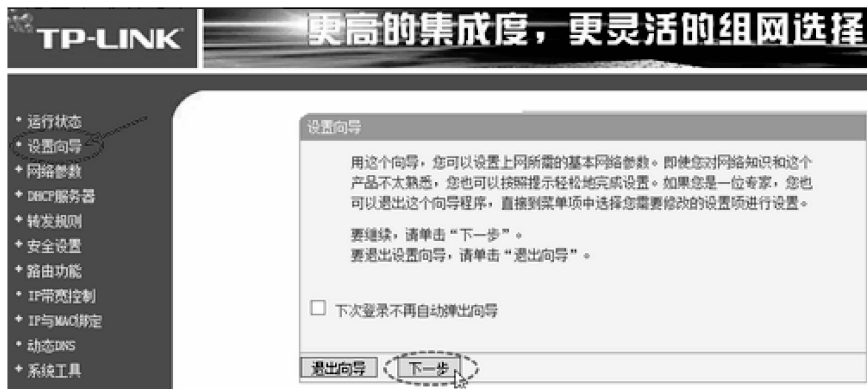 TP-LINK
更高的集成度，更灵活的组网选择
运行状态
设置向导
网络参数
DHCP服务器
转发规则
安全设置
路由功能
IP带宽控制
IP与MAC绑定
动态DNS
系统工具
设置向导
用这个向导，您可以设置上网所需的基本网络参数。即使您对网络知识和这个
产品不太熟悉，您也可以按照提示轻松地完成设置。如果您是一位专家，您也
可以退出这个向导程序，直接到菜单项中选择您需要修改的设置项进行设置。
要继续，请单击“下一步”。
要退出设置向导，请单击“退出向导”。
下次登录不再自动弹出向导
退出向导
下一步